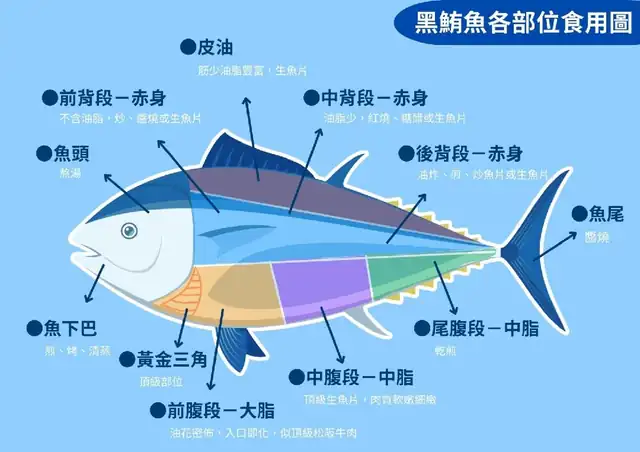 黑鮪魚各部位食用圖
●皮油
筋少油脂豐富，生魚片
●前背段－赤身
不含油脂，炒、醬燒或生魚片
●中背段－赤身
油脂少，紅燒、糖醋或生魚片
●魚頭
熬湯
●後背段－赤身
油炸、煎、炒魚片或生魚片
●魚尾
醬燒
●魚下巴
煎、烤、清蒸
●黃金三角
頂級部位
●尾腹段－中脂
乾煎
●中腹段－中脂
頂級生魚片，肉質軟嫩細緻
●前腹段－大脂
油花密佈，入口即化，似頂級松阪牛肉